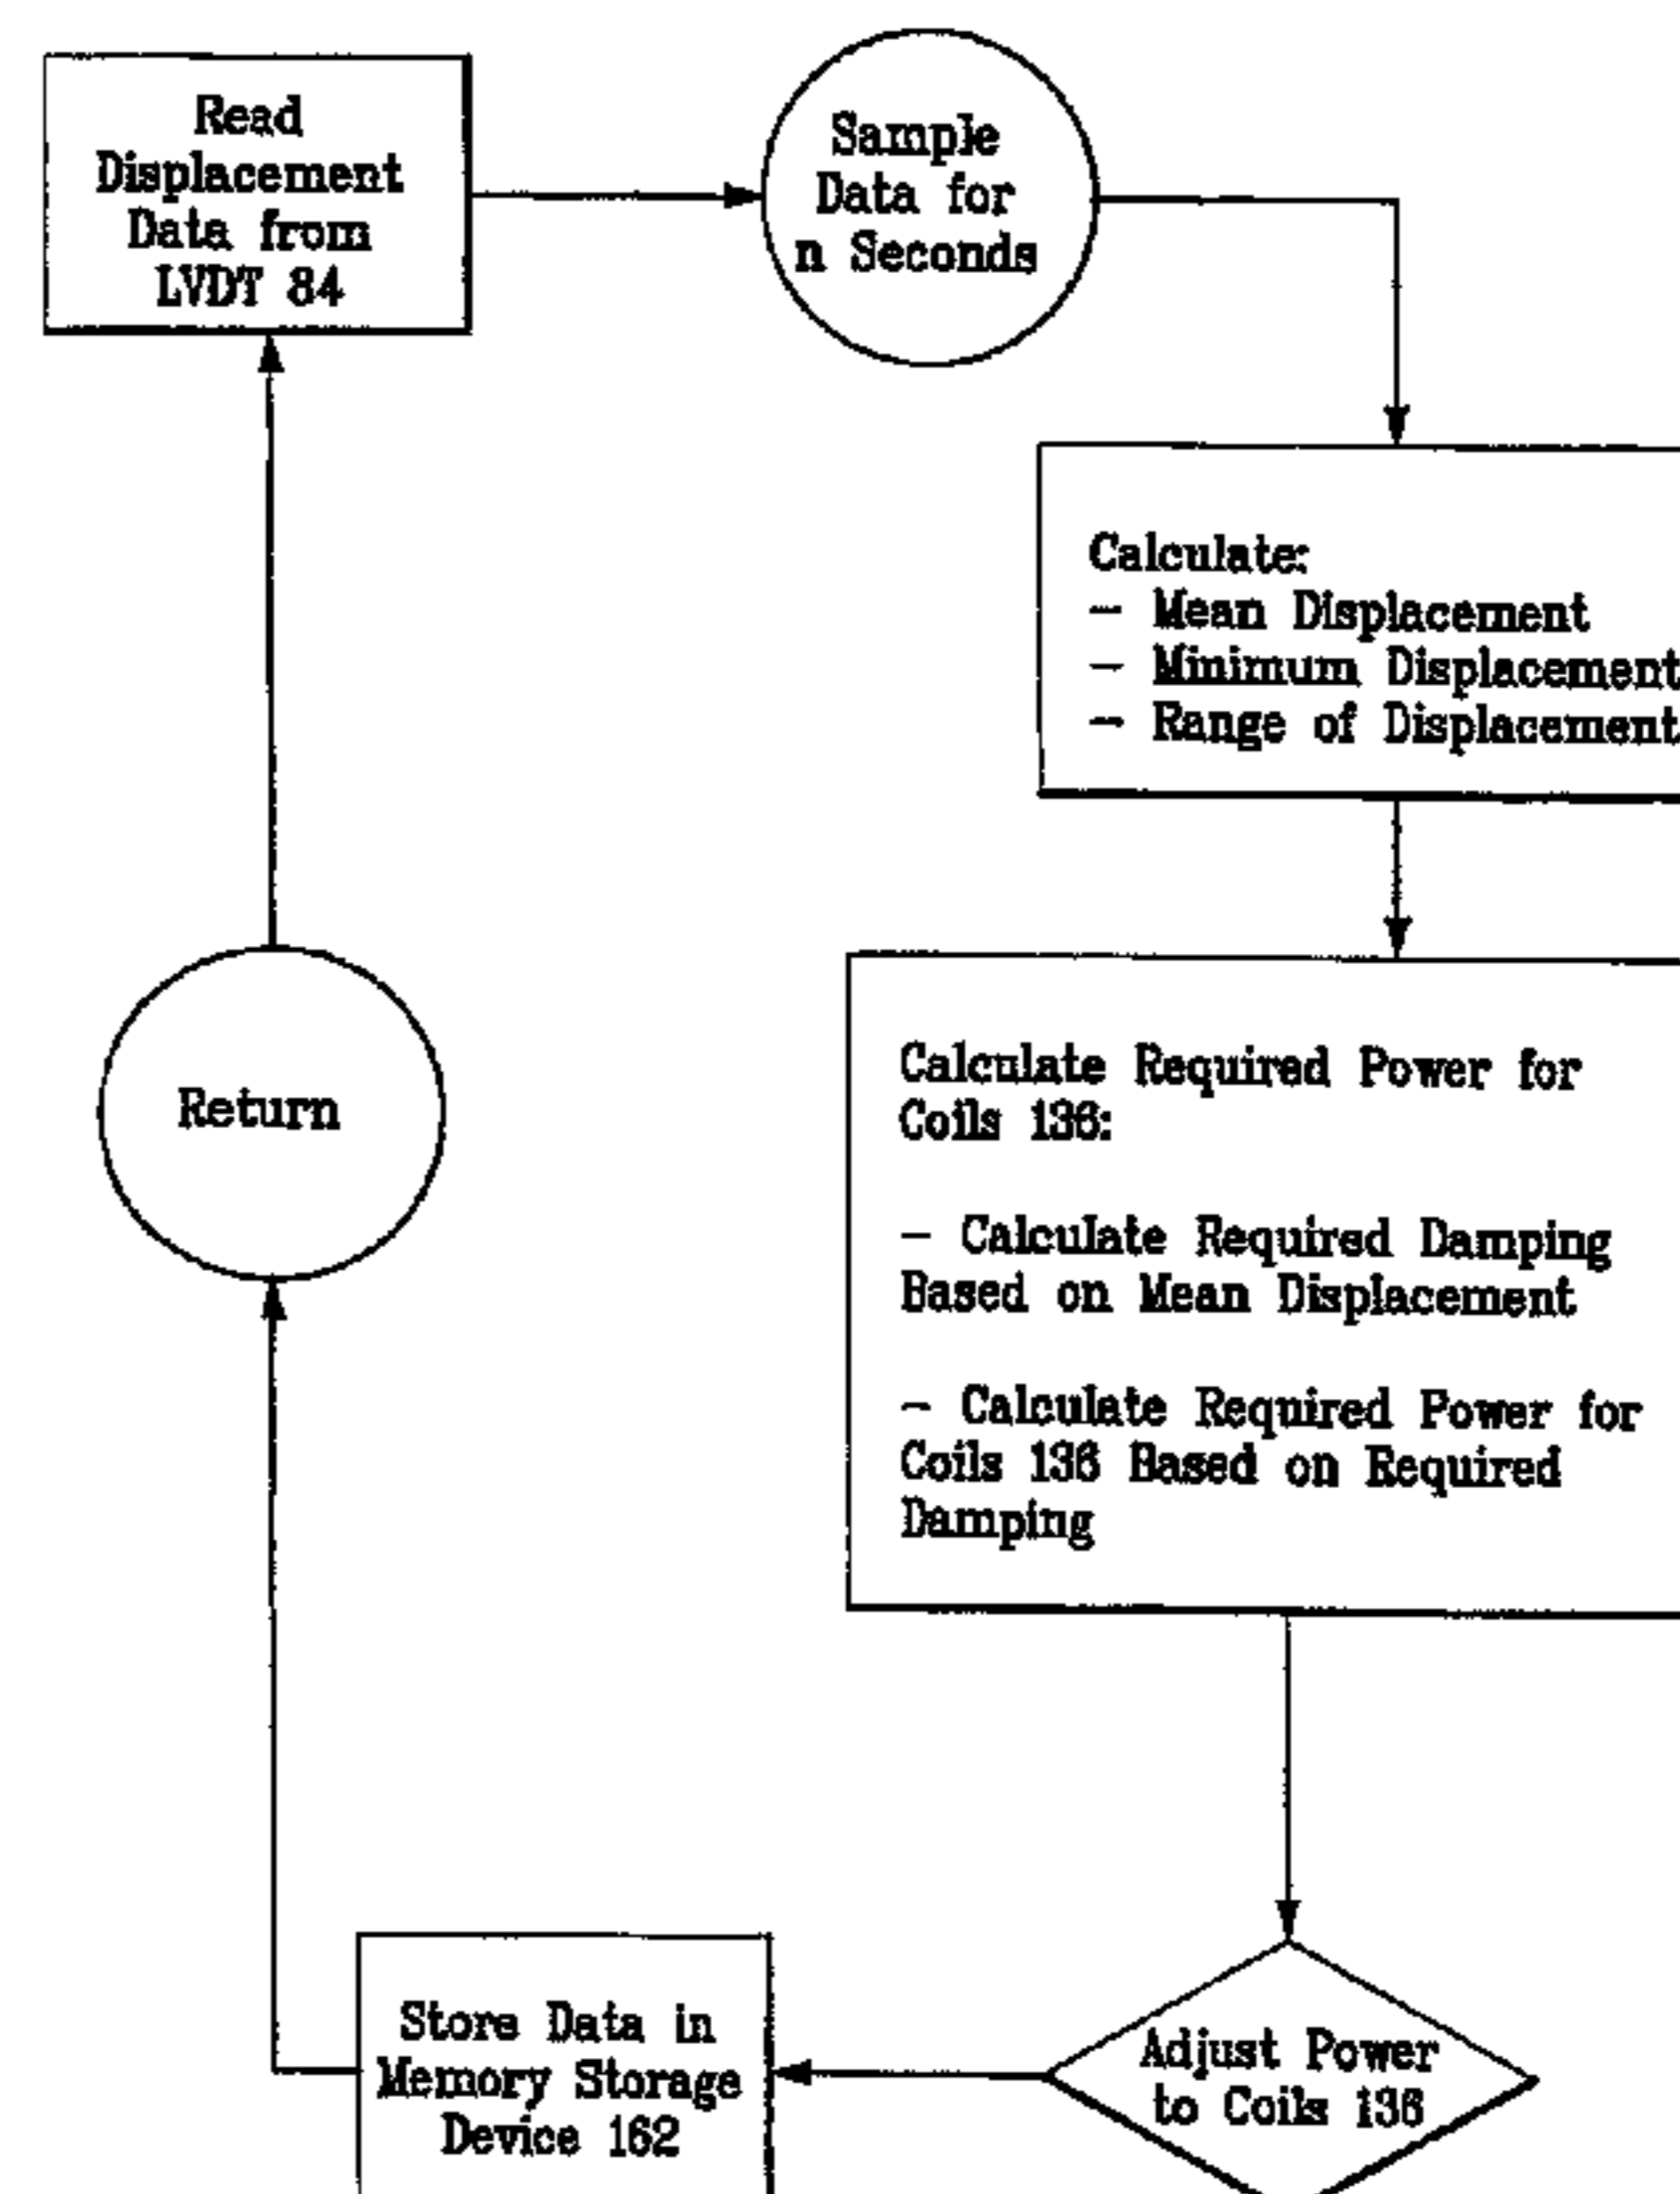 Read
Displacement
Data from
LVDT 84
Sample
Data for
n Seconds
Calculate:
- Mean Displacement
- Minimum Displacement
- Range of Displacement
Calculate Required Power for
Coils 136:
- Calculate Required Damping
Based on Mean Displacement
- Calculate Required Power for
Coils 136 Based on Required
Damping
Return
Adjust Power
to Coils 136
Store Data in
Memory Storage
Device 162